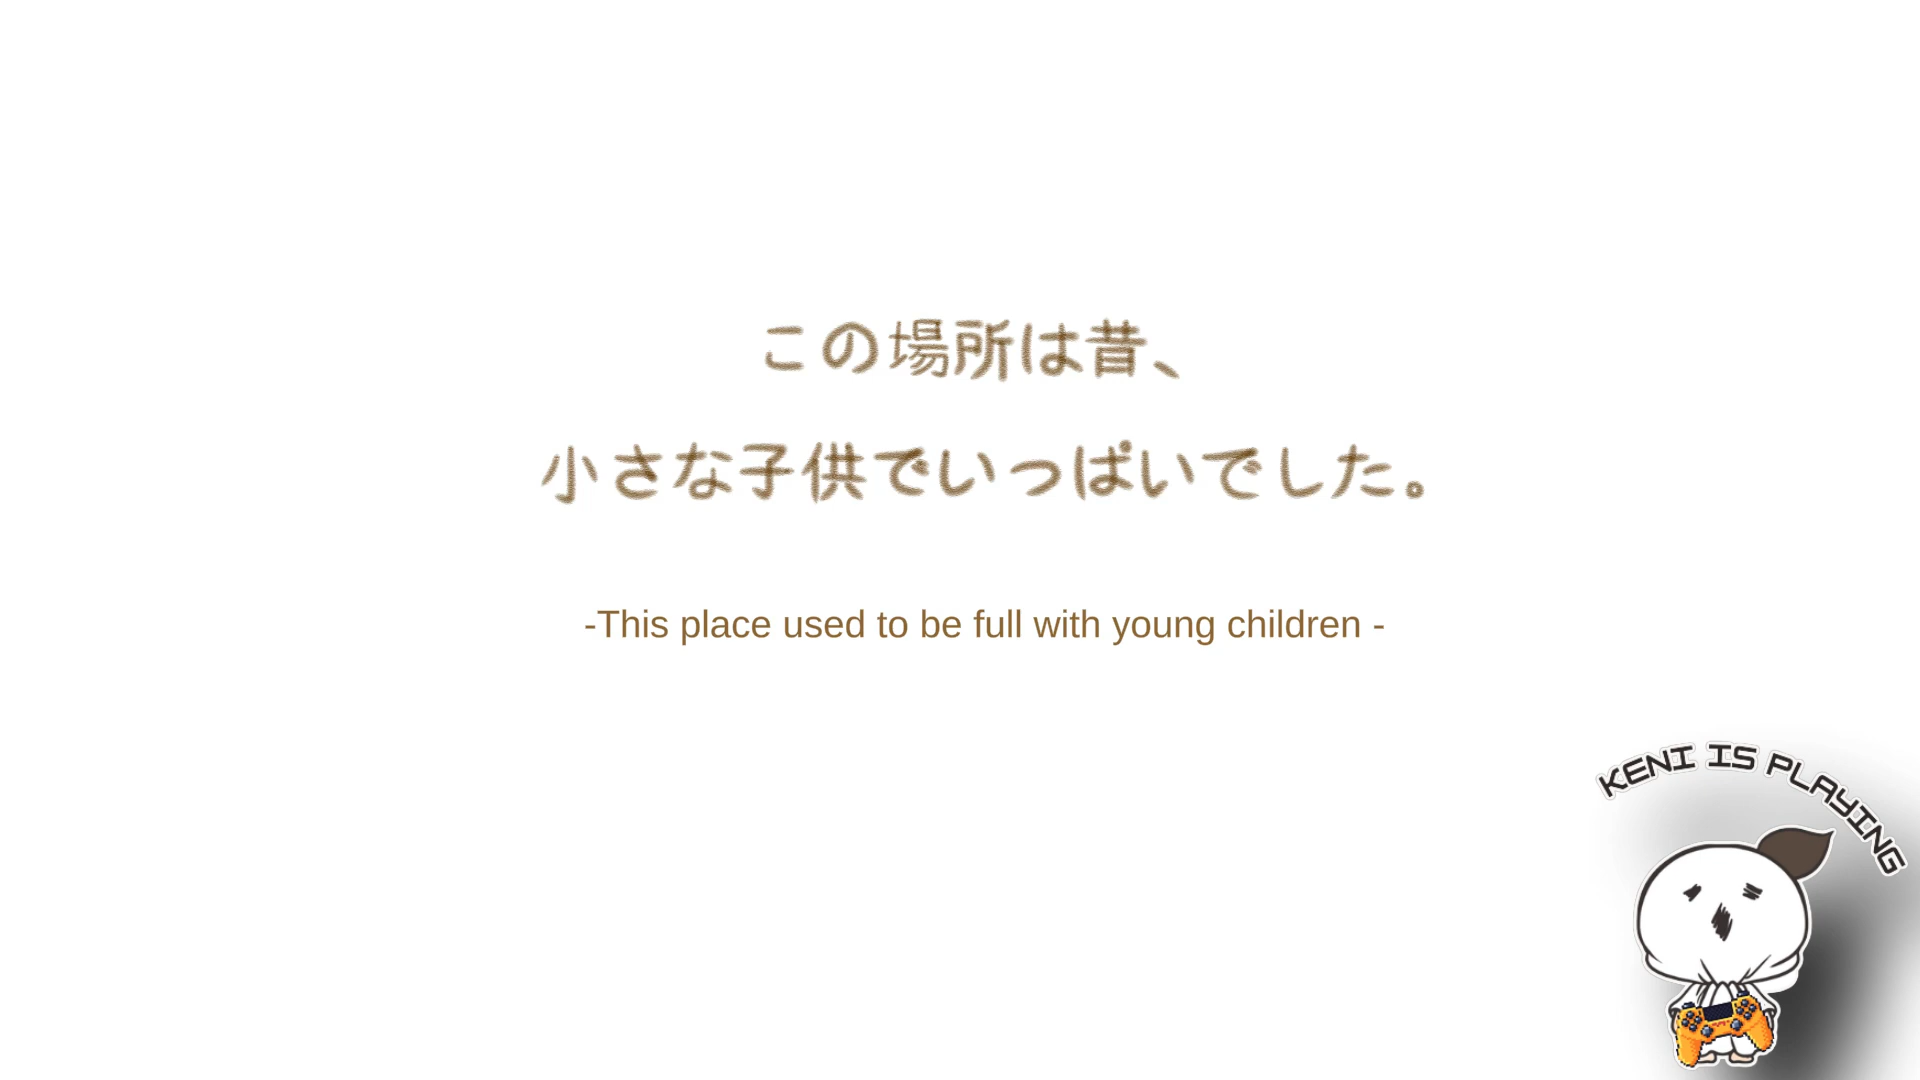 この場所は昔、
小さな子供でいっぱいでした。
-This place used to be full with young children -
KENI IS PLAYING